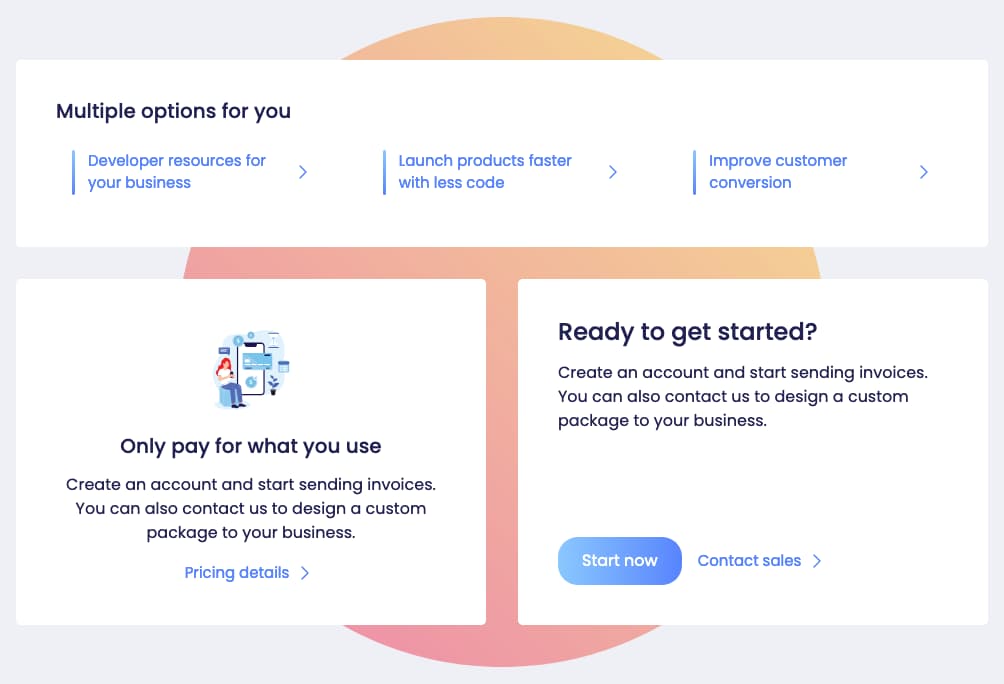 Multiple options for you
Developer resources for
your business
Launch products faster
with less code
Improve customer
conversion
Only pay for what you use
Create an account and start sending invoices.
You can also contact us to design a custom
package to your business.
Pricing details
Ready to get started?
Create an account and start sending invoices.
You can also contact us to design a custom
package to your business.
Start now
Contact sales